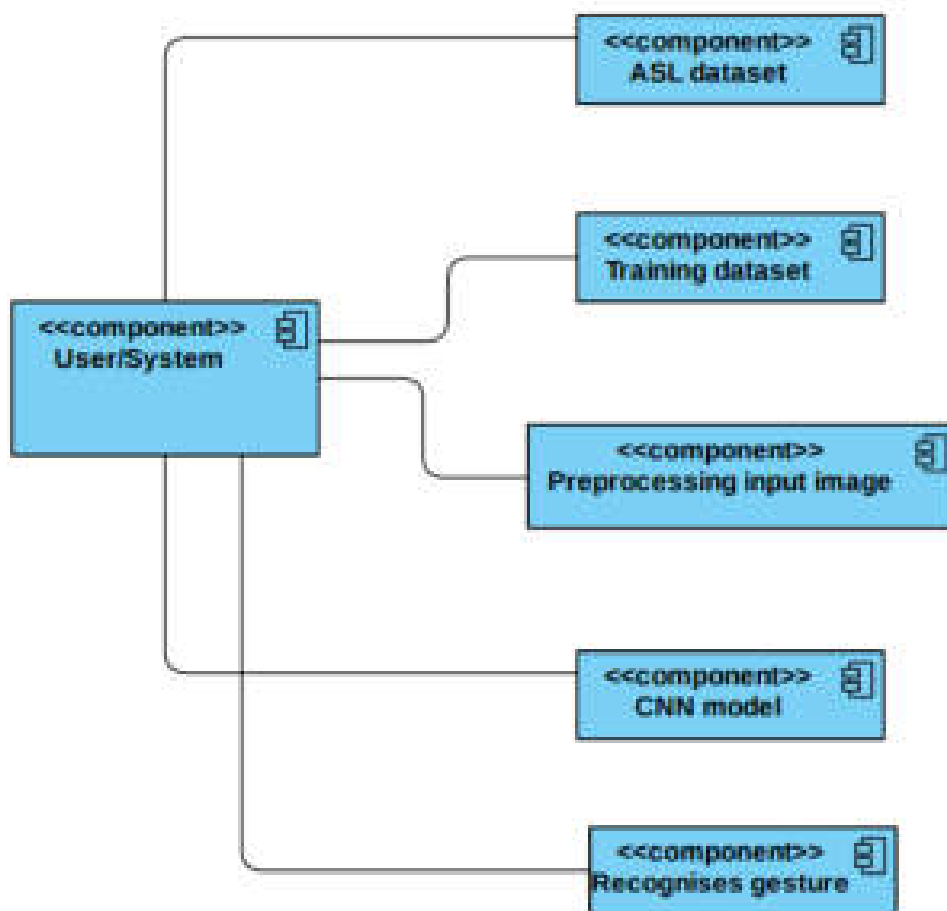 <<component>>
ASL dataset
<<component>>
Training dataset
<<component>>
User/System
<<component>>
Preprocessing input image
<<component>>
CNN model
<<component>>
Recognises gesture